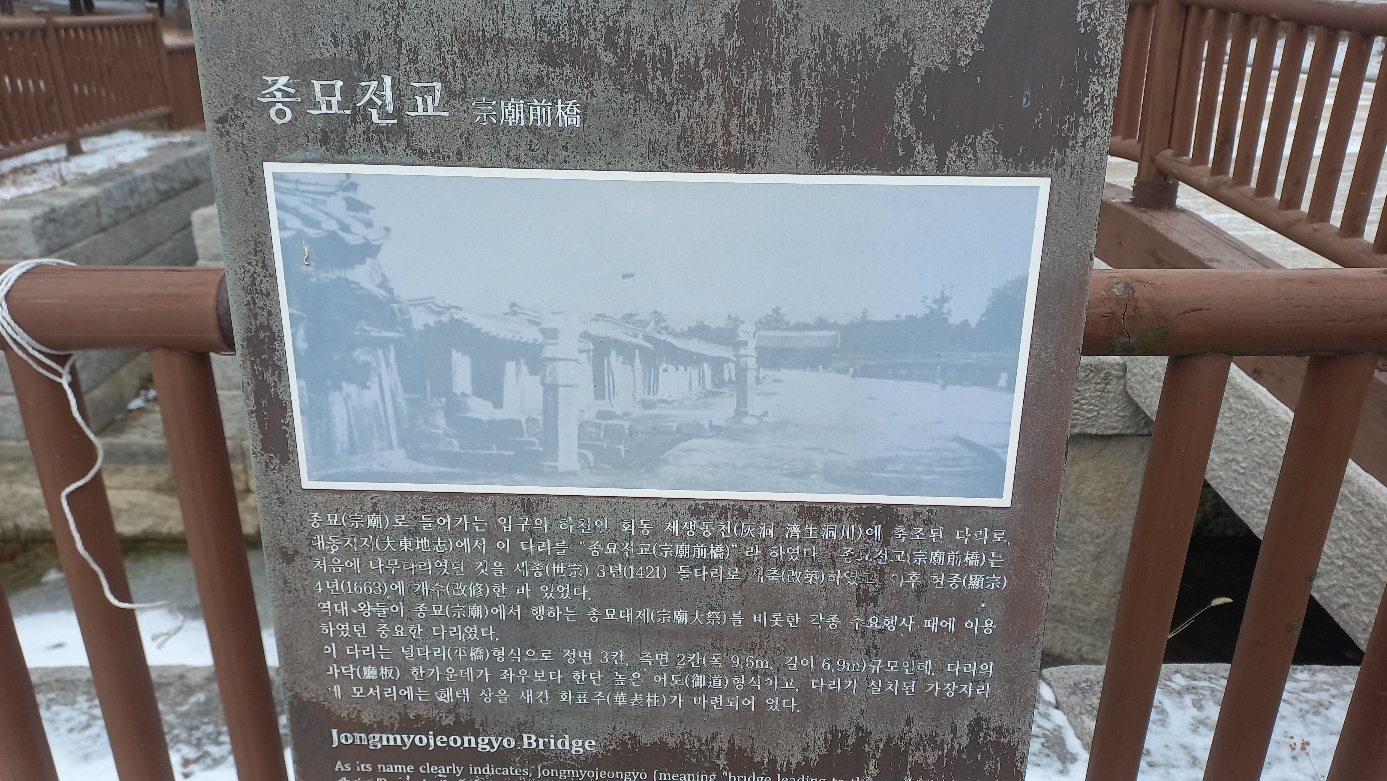 종묘전교 宗廟前橋
종묘(宗廟)로 들어가는 입구의 하천인 회동 제생동천(灰洞 濟生洞川)에 축조된 다리로,
대동지지(大東地志)에서 이 다리를 "종묘전교(宗廟前橋)" 라 하였다. 종묘전교(宗廟前橋)는
처음에 나무다리였던 것을 세종(世宗) 3년(1421) 돌다리로 개축(改築)하였고, 이후 현종(顯宗)
4년(1663)에 개수(改修)한 바 있었다.
역대 왕들이 종묘(宗廟)에서 행하는 종묘대제(宗廟大祭)를 비롯한 각종 주요행사 때에 이용
하였던 중요한 다리였다.
이 다리는 널다리(平橋)형식으로 정면 3칸, 측면 2칸(폭 9.6m, 길이 6.9m)규모인데, 다리의
바닥(廳板) 한가운데가 좌우보다 한단 높은 어도(御道)형식이고, 다리가 설치된 가장자리
네 모서리에는 해태 상을 새긴 화표주(華表柱)가 마련되어 있다.
Jongmyojeongyo Bridge
As its name clearly indicates, Jongmyojeongyo (meaning "bridge leading to the